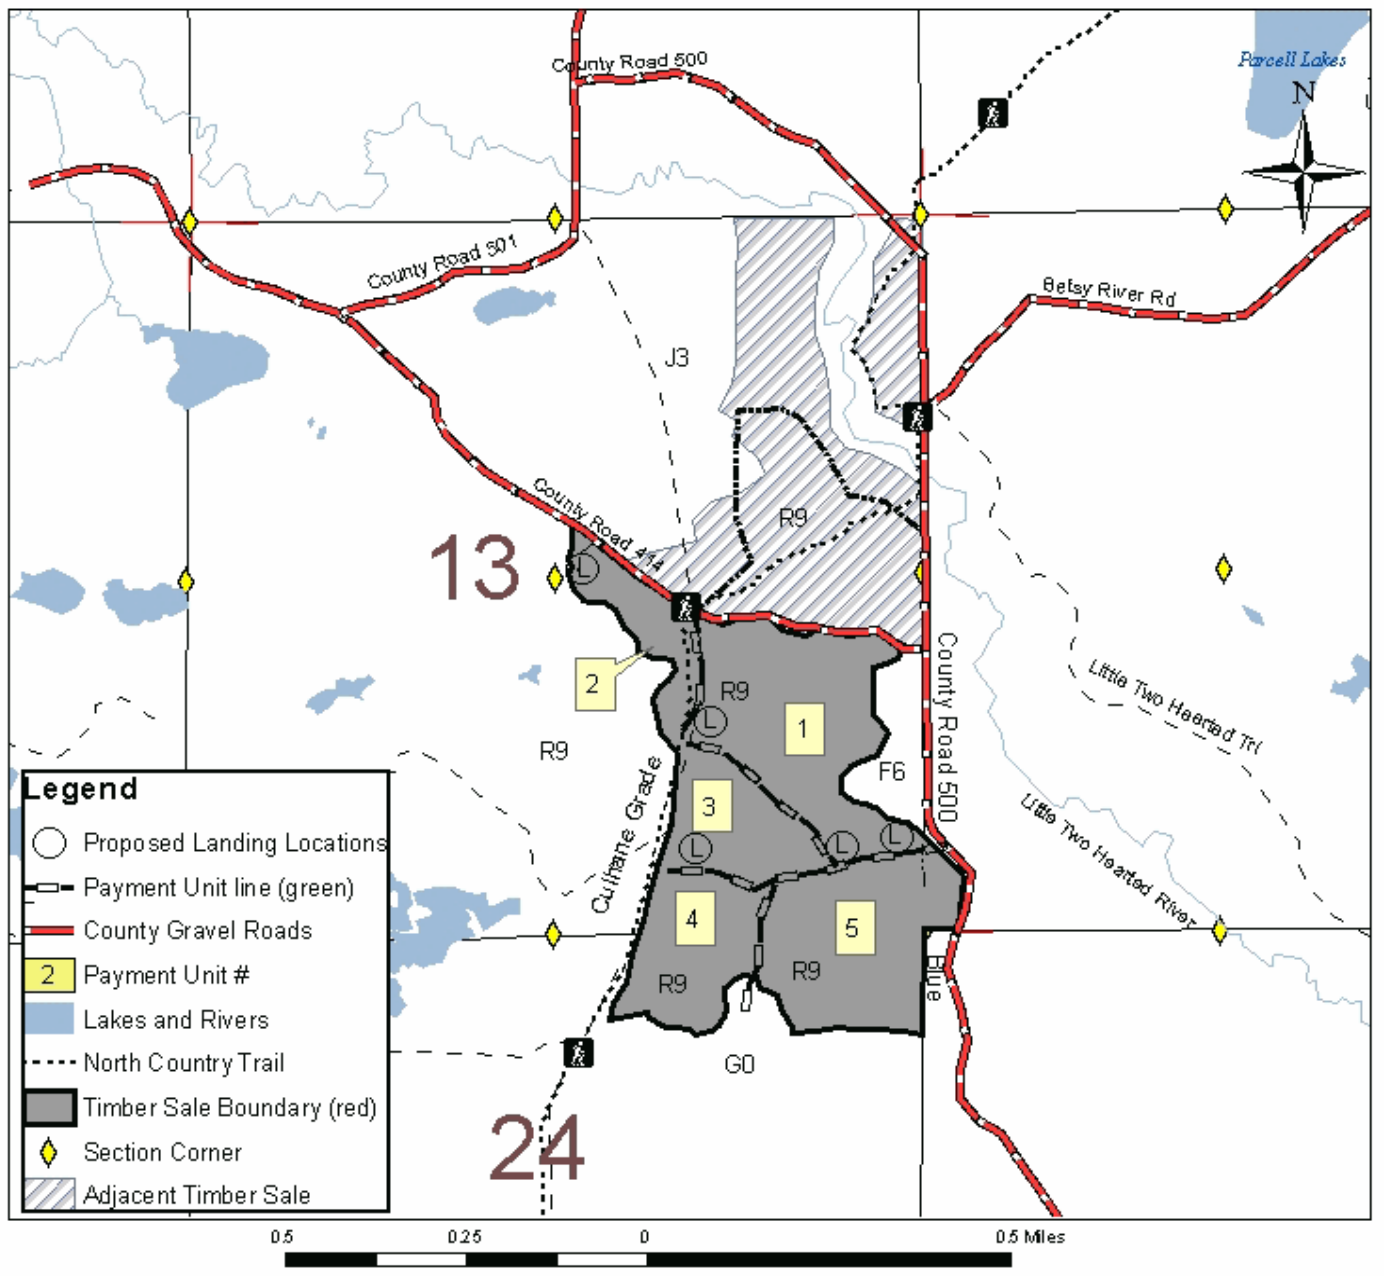 County Road 500
Parcell Lakes
N
County Road 501
Betsy River Rd
J3
County Road 414
R9
13
L
2
R9
1
L
R9
F6
County Road 500
Little Two Hearted Trl
Culhane Grade
3
L
L
L
Little Two Hearted River
4
5
R9
R9
Blue
G0
24
Legend
Proposed Landing Locations
Payment Unit line (green)
County Gravel Roads
2 Payment Unit #
Lakes and Rivers
North Country Trail
Timber Sale Boundary (red)
Section Corner
Adjacent Timber Sale
0.5 0.25 0 0.5 Miles